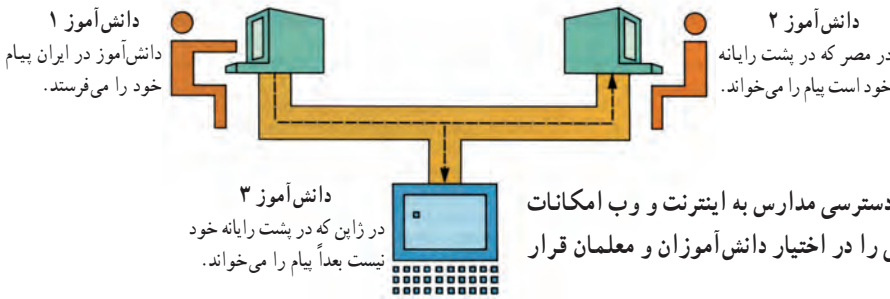 دانش‌آموز ۱
دانش‌آموز در ایران پیام
خود را می‌فرستد.
دانش‌آموز ۲
در مصر که در پشت رایانه
خود است پیام را می‌خواند.
دانش‌آموز ۳
در ژاپن که در پشت رایانه خود
نیست بعداً پیام را می‌خواند.
دسترسی مدارس به اینترنت و وب امکانات
را در اختیار دانش‌آموزان و معلمان قرار